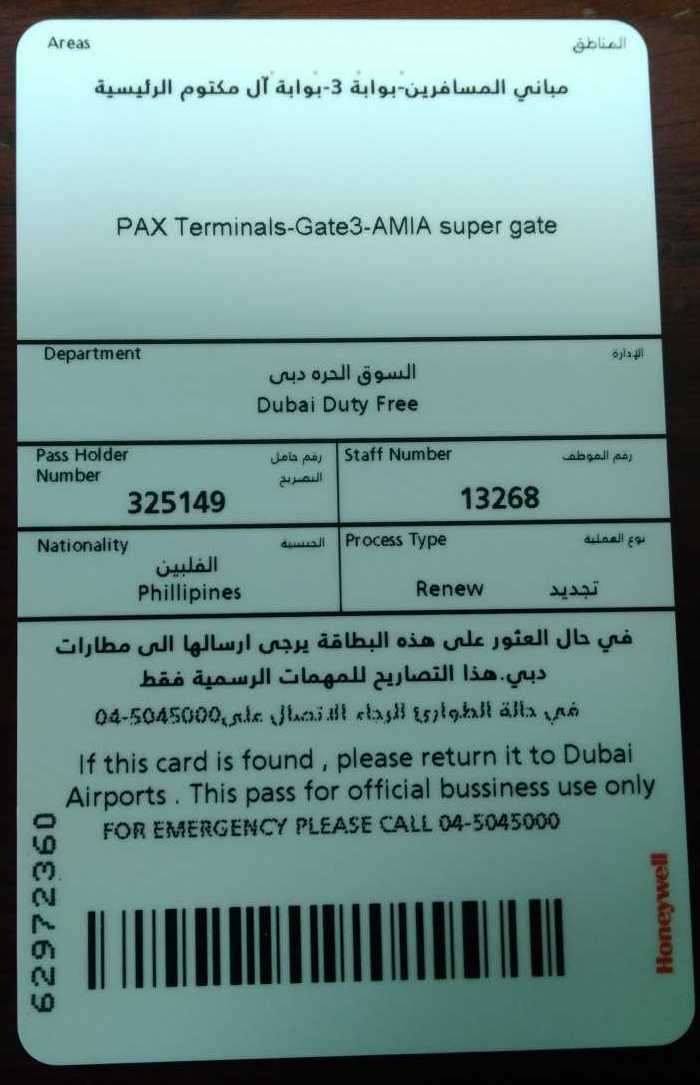 Areas المناطق
مباني المسافرين-بوابة 3-بوابة آل مكتوم الرئيسية
PAX Terminals-Gate3-AMIA super gate
Department الإدارة
السوق الحره دبى
Dubai Duty Free
Pass Holder Number رقم حامل التصريح
325149
Staff Number رقم الموظف
13268
Nationality الجنسية
الفلبين
Phillipines
Process Type نوع العملية
Renew تجديد
في حال العثور على هذه البطاقة يرجى ارسالها الى مطارات
دبي.هذا التصاريح للمهمات الرسمية فقط
في حالة الطوارئ الرجاء الاتصال على 04-5045000
If this card is found , please return it to Dubai
Airports . This pass for official bussiness use only
FOR EMERGENCY PLEASE CALL 04-5045000
62972360
Honeywell